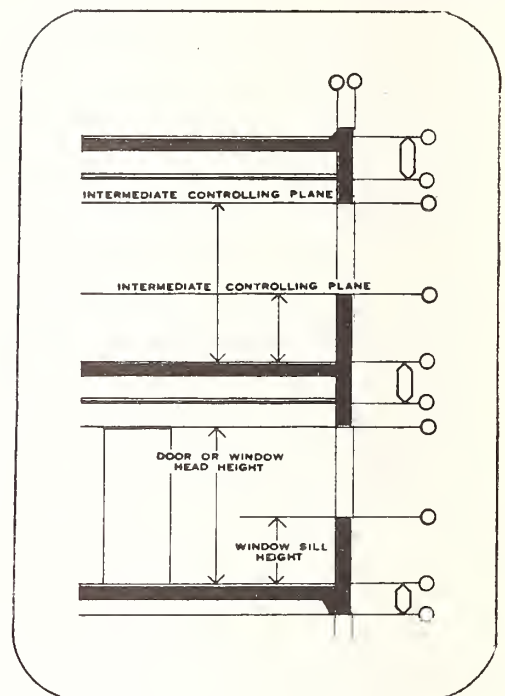 INTERMEDIATE CONTROLLING PLANE
INTERMEDIATE CONTROLLING PLANE
DOOR OR WINDOW
HEAD HEIGHT
WINDOW SILL
HEIGHT